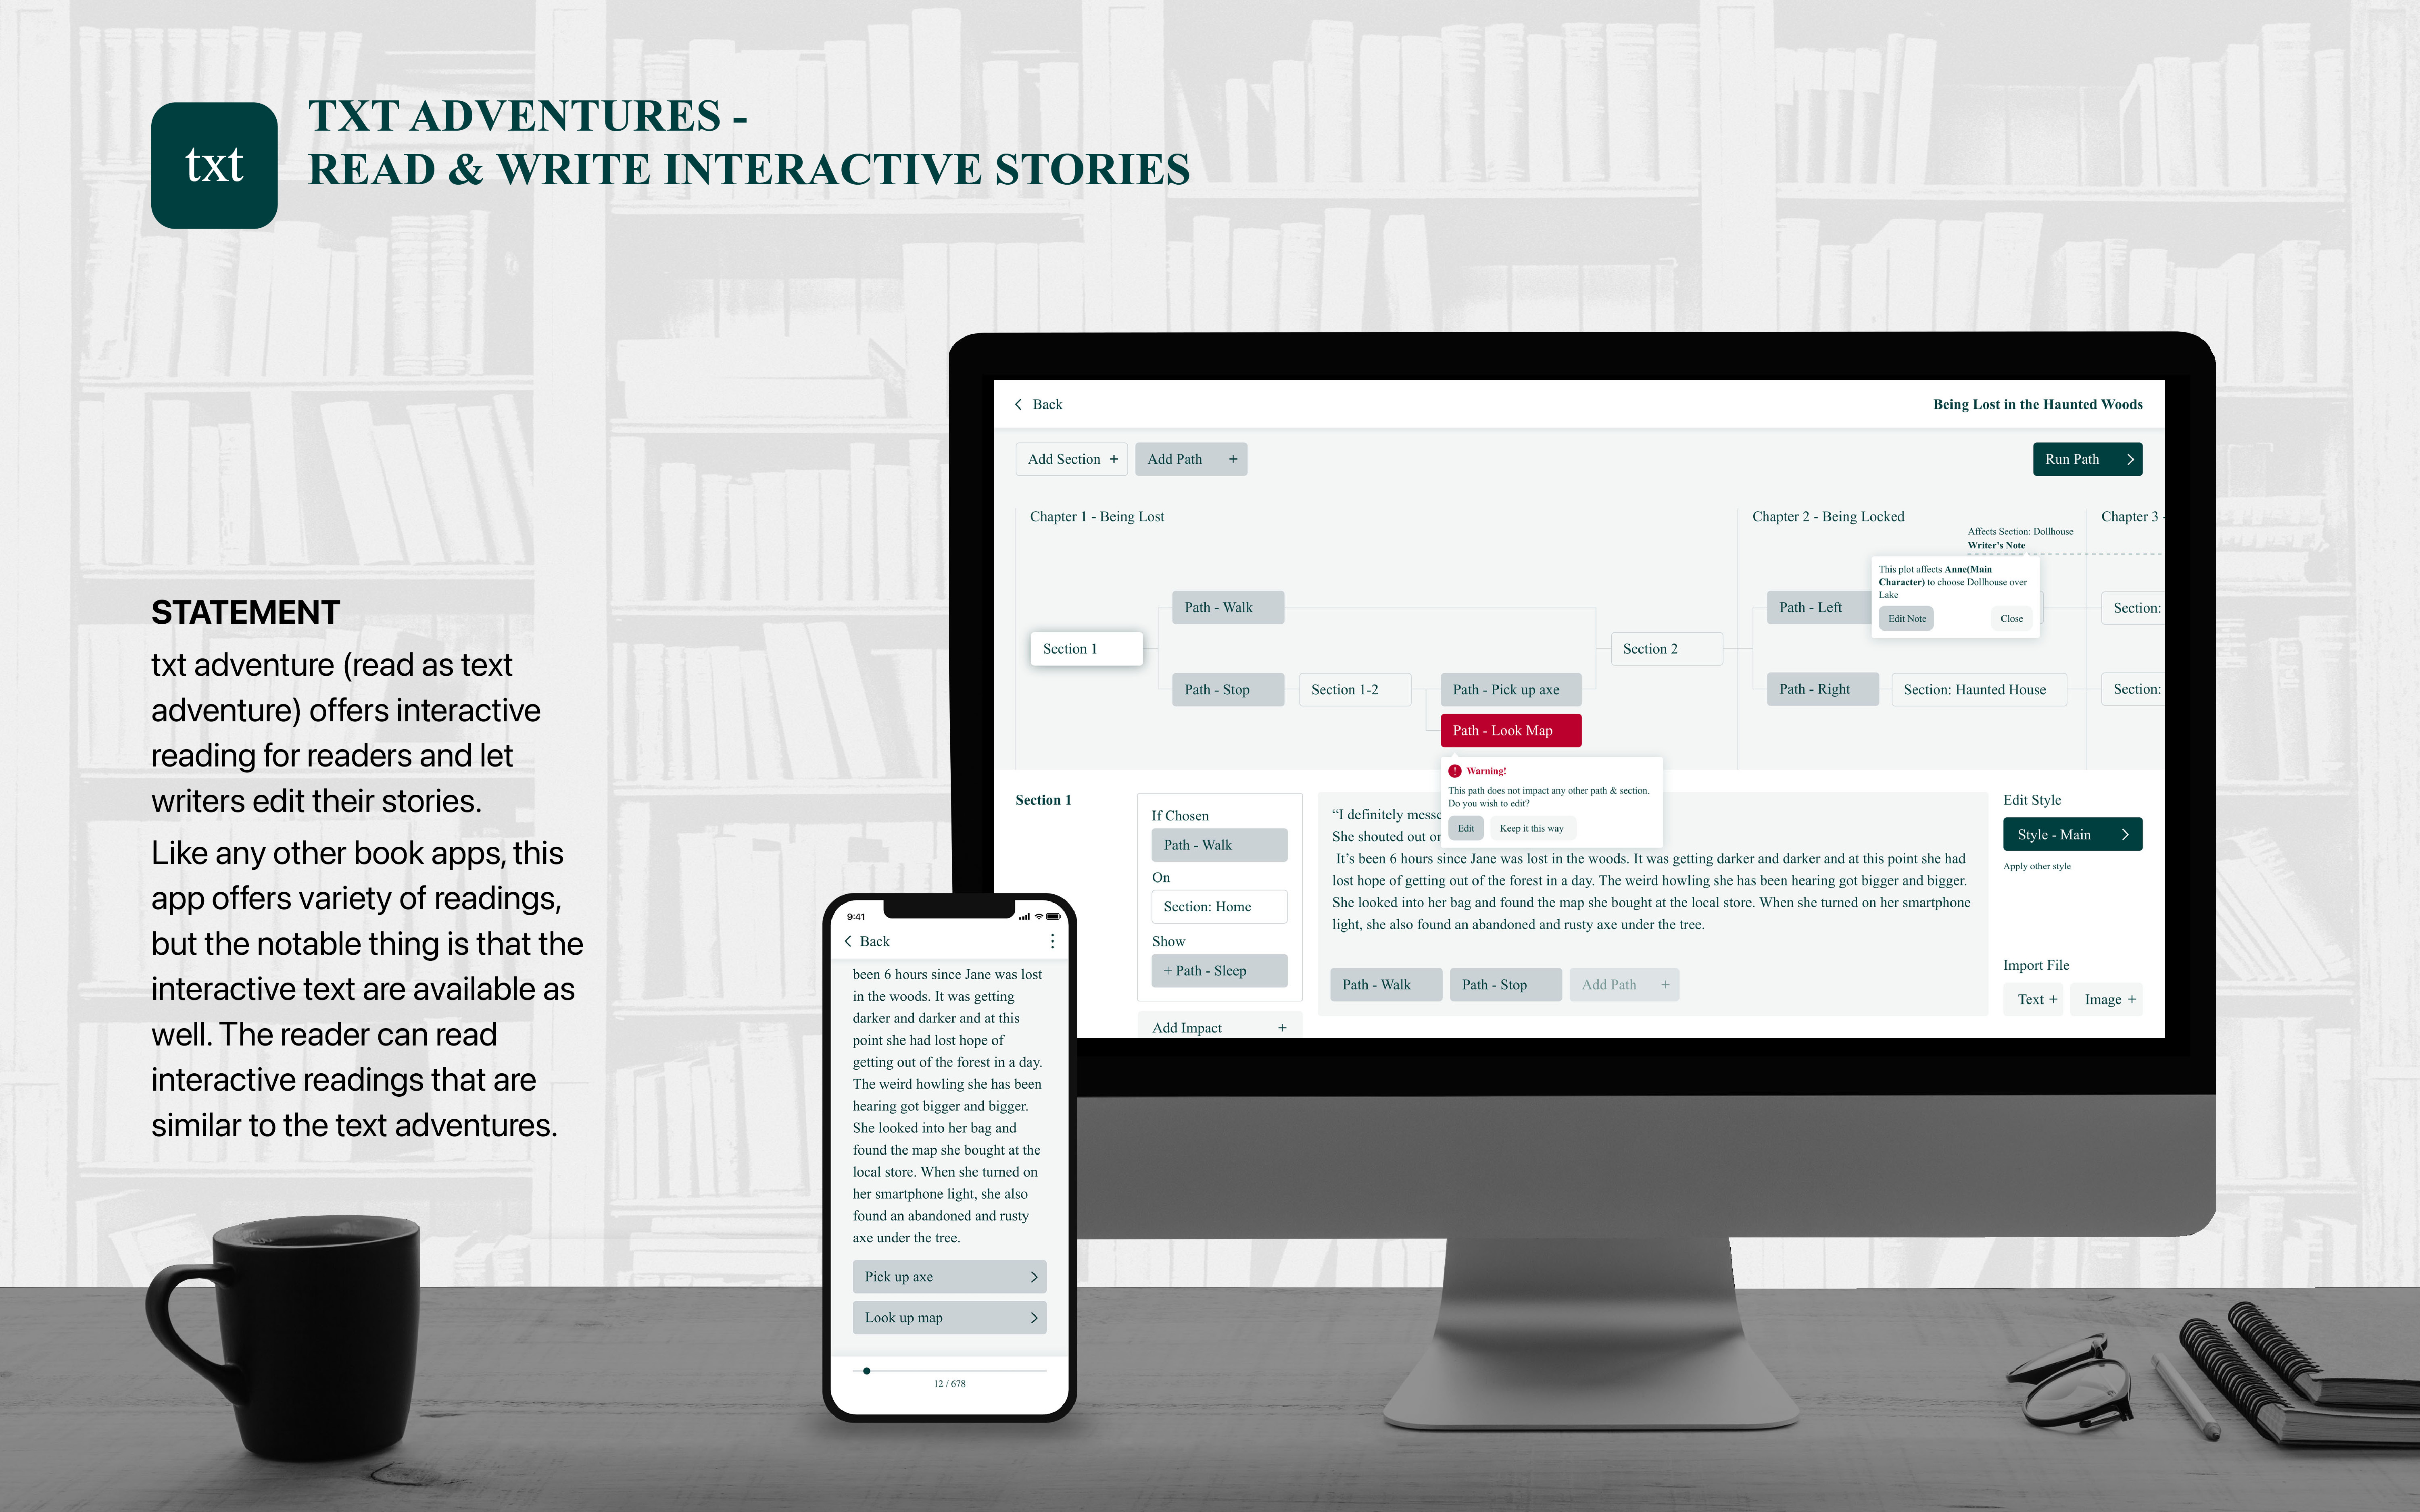 txt
TXT ADVENTURES -
READ & WRITE INTERACTIVE STORIES
STATEMENT
txt adventure (read as text
adventure) offers interactive
reading for readers and let
writers edit their stories.
Like any other book apps, this
app offers variety of readings,
but the notable thing is that the
interactive text are available as
well. The reader can read
interactive readings that are
similar to the text adventures.
Back
Being Lost in the Haunted Woods
Add Section +
Add Path +
Run Path
Chapter 1 - Being Lost
Chapter 2 - Being Locked
Chapter 3 -
Affects Section: Dollhouse
Writer's Note
This plot affects Anne(Main
Character) to choose Dollhouse over
Lake
Edit Note
Close
Path - Walk
Path - Left
Section:
Section 1
Section 2
Path - Stop
Section 1-2
Path - Pick up axe
Path - Right
Section: Haunted House
Section:
Path - Look Map
! Warning!
This path does not impact any other path & section.
Do you wish to edit?
Edit
Keep it this way
Section 1
If Chosen
Path - Walk
On
Section: Home
Show
+ Path - Sleep
Add Impact +
“I definitely messe
She shouted out or
It's been 6 hours since Jane was lost in the woods. It was getting darker and darker and at this point she had
lost hope of getting out of the forest in a day. The weird howling she has been hearing got bigger and bigger.
She looked into her bag and found the map she bought at the local store. When she turned on her smartphone
light, she also found an abandoned and rusty axe under the tree.
Path - Walk
Path - Stop
Add Path +
Edit Style
Style - Main
Apply other style
Import File
Text +
Image +
9:41
Back
been 6 hours since Jane was lost
in the woods. It was getting
darker and darker and at this
point she had lost hope of
getting out of the forest in a day.
The weird howling she has been
hearing got bigger and bigger.
She looked into her bag and
found the map she bought at the
local store. When she turned on
her smartphone light, she also
found an abandoned and rusty
axe under the tree.
Pick up axe
Look up map
12 / 678